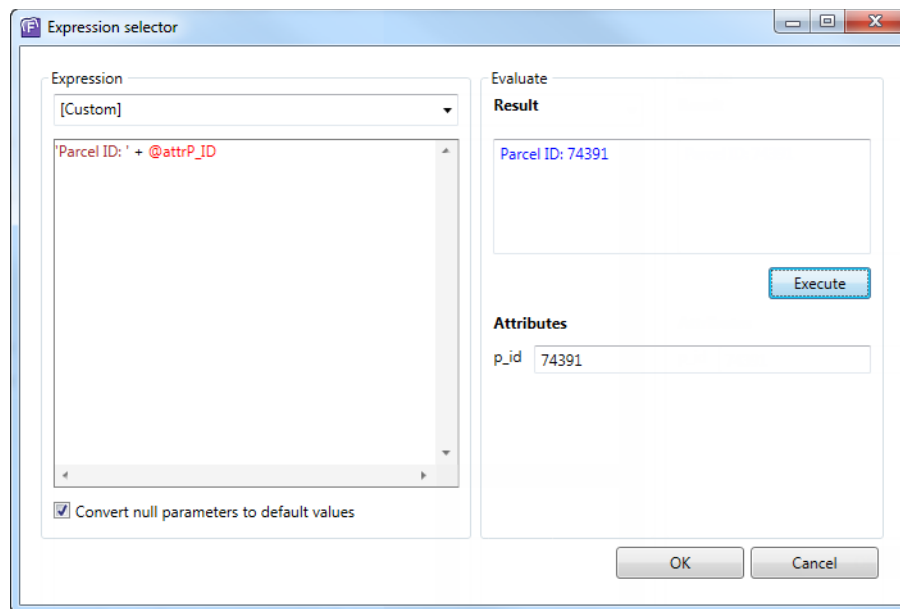 Expression selector
Expression
[Custom]
'Parcel ID: ' + @attrP_ID
Convert null parameters to default values
Evaluate
Result
Parcel ID: 74391
Execute
Attributes
p_id 74391
OK Cancel